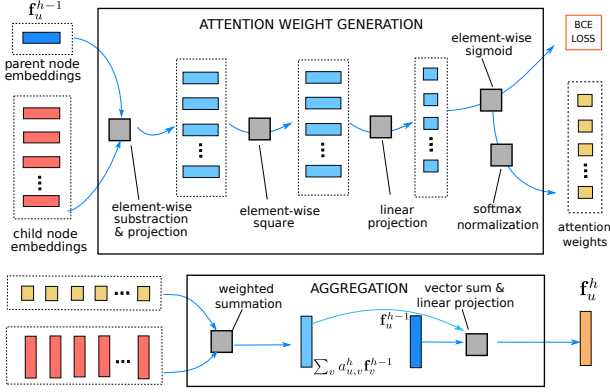 f_u^{h-1}
ATTENTION WEIGHT GENERATION
parent node
embeddings
element-wise
sigmoid
BCE
LOSS
element-wise
substraction
& projection
element-wise
square
linear
projection
softmax
normalization
child node
embeddings
attention
weights
AGGREGATION
weighted
summation
vector sum &
linear projection
f_u^{h-1}
∑_v a_{u,v}^h f_v^{h-1}
f_u^h